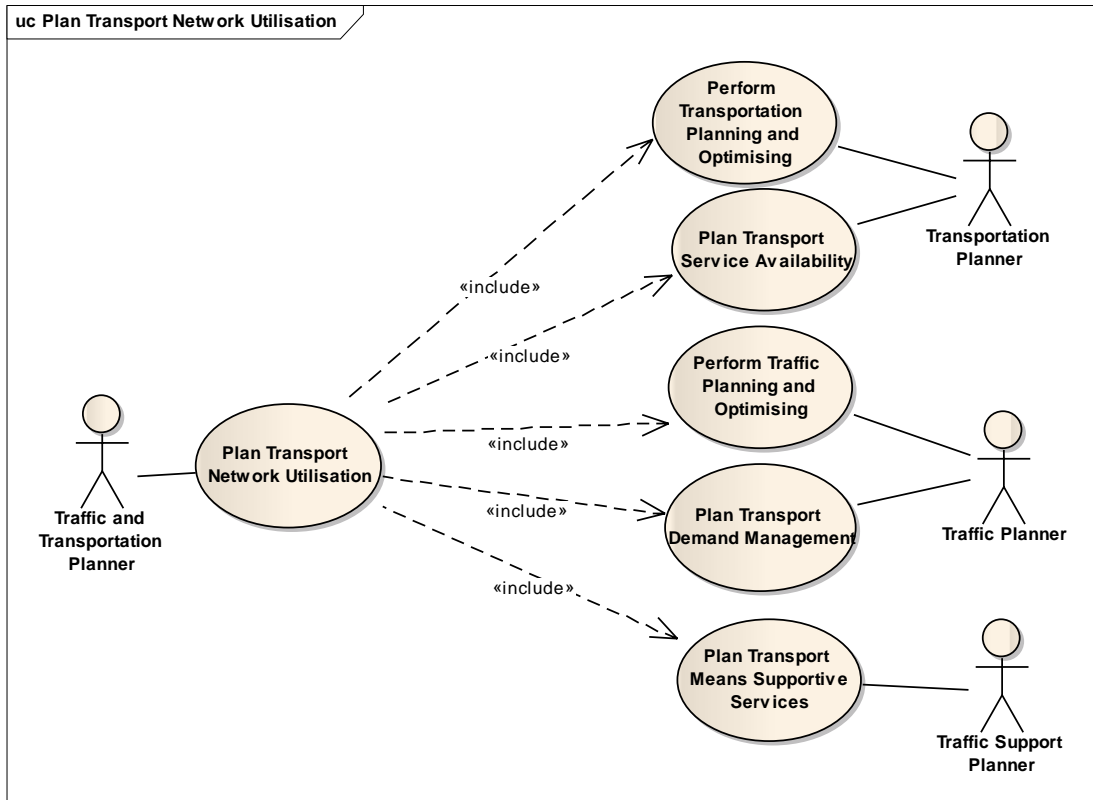 uc Plan Transport Network Utilisation
Perform
Transportation
Planning and
Optimising
Transportation
Planner
Plan Transport
Service Availability
«include»
«include»
Perform Traffic
Planning and
Optimising
«include»
Traffic and
Transportation
Planner
Plan Transport
Network Utilisation
Traffic Planner
Plan Transport
Demand Management
«include»
«include»
Plan Transport
Means Supportive
Services
Traffic Support
Planner